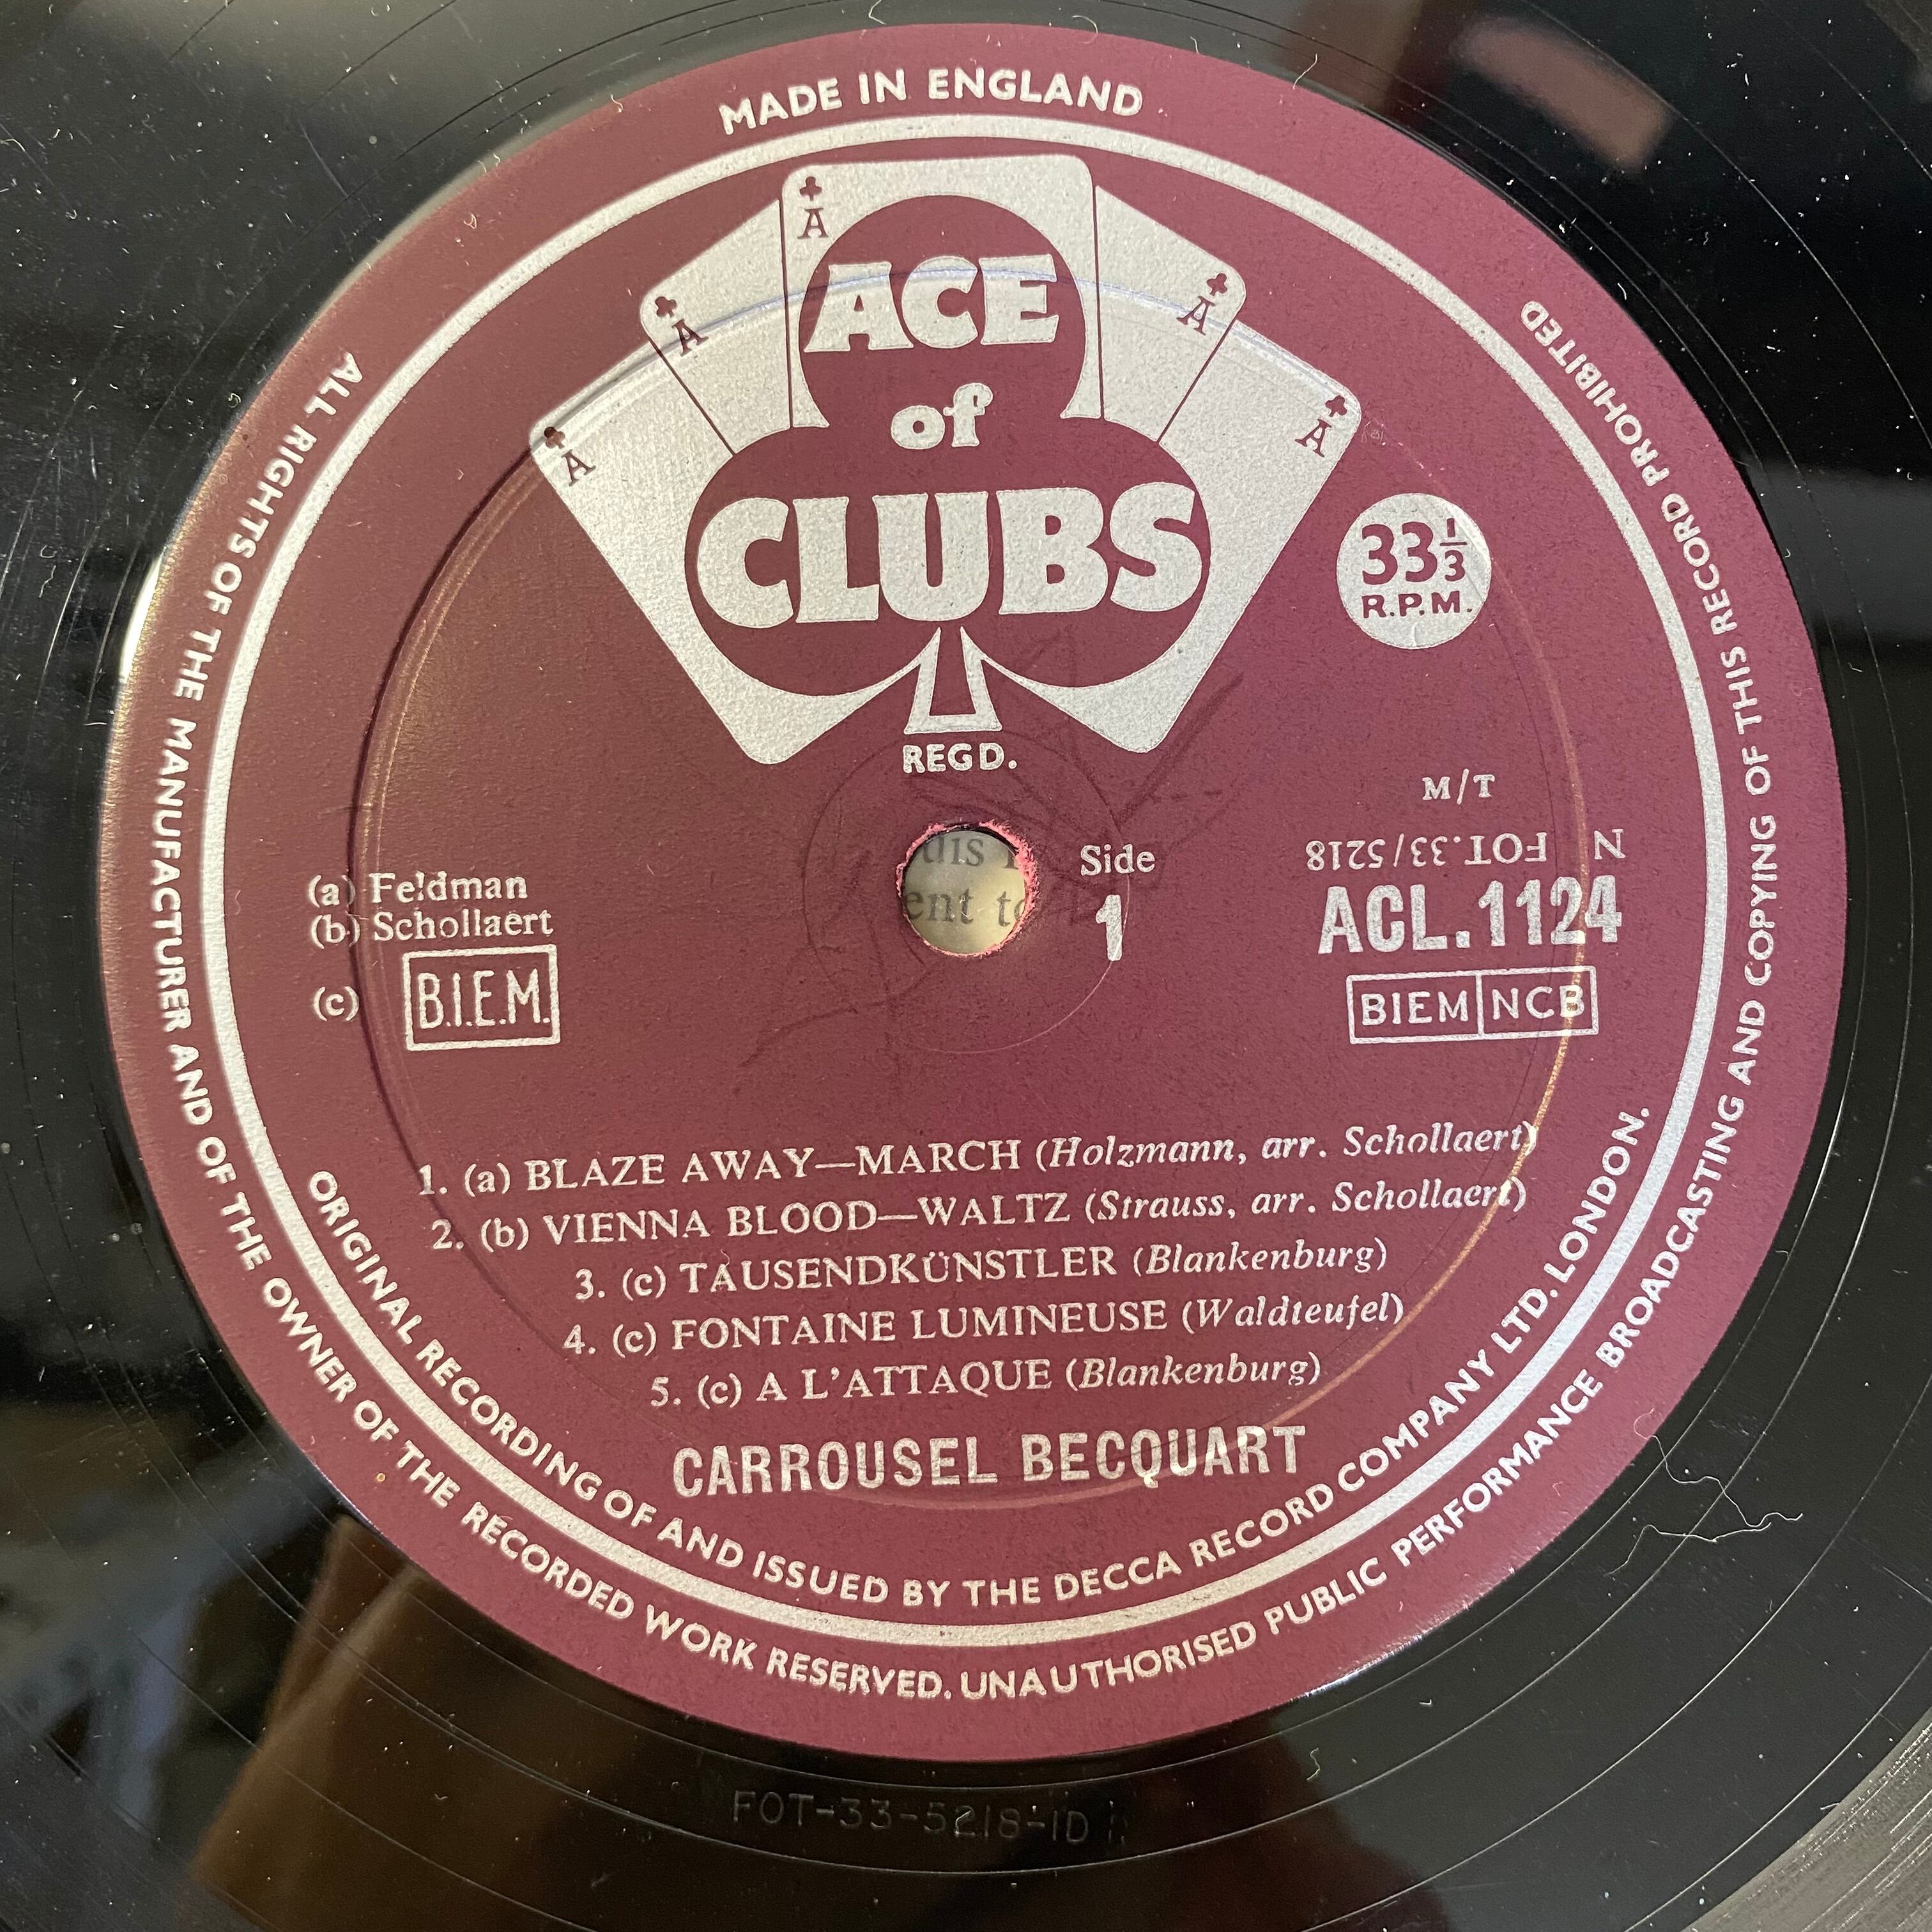 MADE IN ENGLAND
A
A
A
A
A
ACE
of
CLUBS
REGD.
33 1/3
R.P.M.
M/T
N FOT.33/5218
ACL.1124
BIEM NCB
Side
1
(a) Feldman
(b) Schollaert
(c) B.I.E.M.
1. (a) BLAZE AWAY—MARCH (Holzmann, arr. Schollaert)
2. (b) VIENNA BLOOD—WALTZ (Strauss, arr. Schollaert)
3. (c) TAUSENDKÜNSTLER (Blankenburg)
4. (c) FONTAINE LUMINEUSE (Waldteufel)
5. (c) A L'ATTAQUE (Blankenburg)
CARROUSEL BECQUART
ORIGINAL RECORDING OF AND ISSUED BY THE DECCA RECORD COMPANY LTD. LONDON.
ALL RIGHTS OF THE MANUFACTURER AND OF THE OWNER OF THE RECORDED WORK RESERVED. UNAUTHORISED PUBLIC PERFORMANCE BROADCASTING AND COPYING OF THIS RECORD PROHIBITED
FOT-33-5218-1D